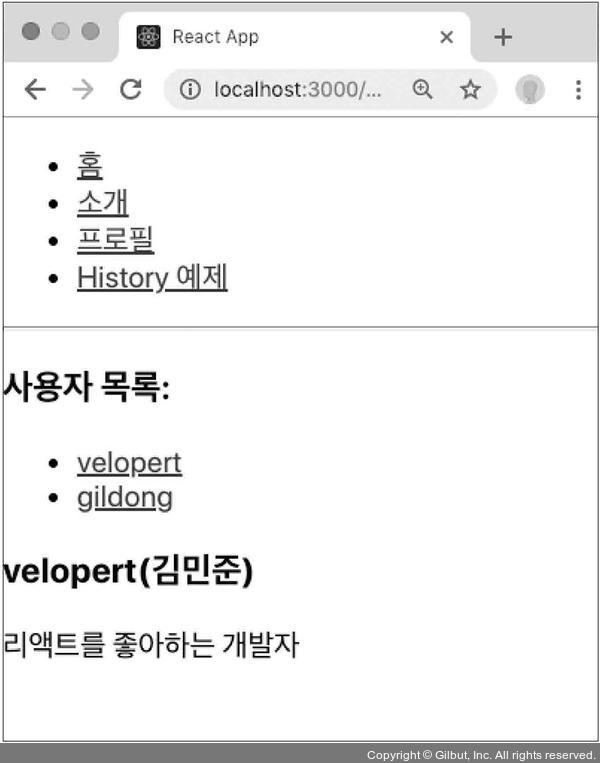 React App
localhost:3000/...
홈
소개
프로필
History 예제
사용자 목록:
velopert
gildong
velopert(김민준)
리액트를 좋아하는 개발자
Copyright © Gilbut, Inc. All rights reserved.